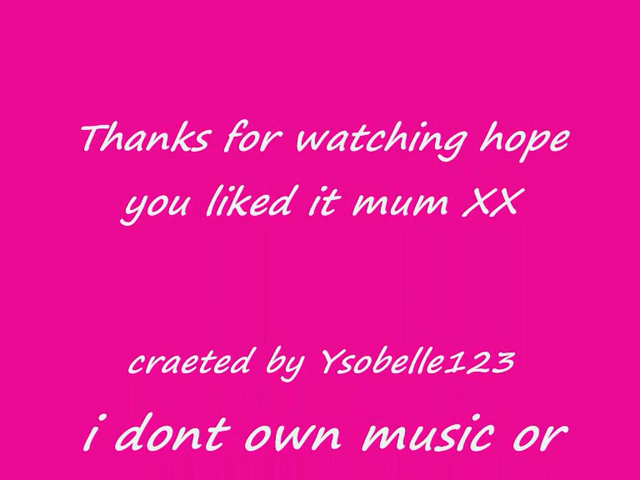 Thanks for watching hope
you liked it mum XX
craeted by Ysobelle123
i dont own music or